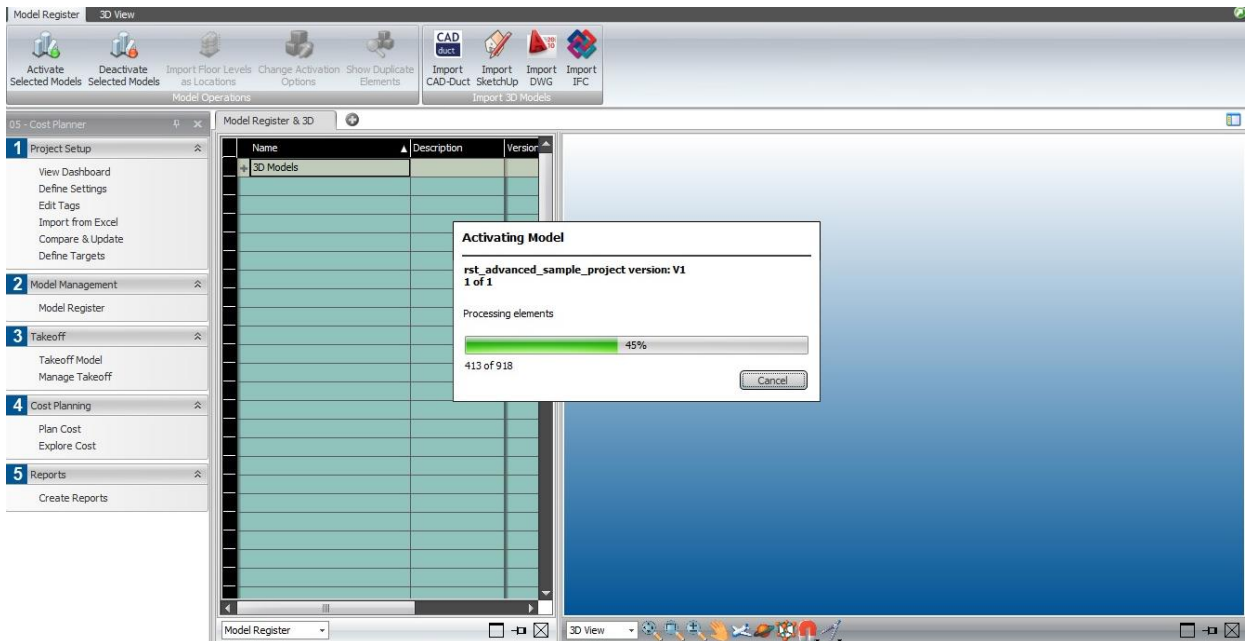 Model Register 3D View
Activate Selected Models
Deactivate Selected Models
Import Floor Levels as Locations
Change Activation Options
Show Duplicate Elements
Model Operations
CAD duct
Import CAD-Duct
Import SketchUp
Import DWG
Import IFC
Import 3D Models
05 - Cost Planner
1 Project Setup
View Dashboard
Define Settings
Edit Tags
Import from Excel
Compare & Update
Define Targets
2 Model Management
Model Register
3 Takeoff
Takeoff Model
Manage Takeoff
4 Cost Planning
Plan Cost
Explore Cost
5 Reports
Create Reports
Model Register & 3D
Name Description Version
3D Models
Activating Model
rst_advanced_sample_project version: V1
1 of 1
Processing elements
45%
413 of 918
Cancel
Model Register
3D View